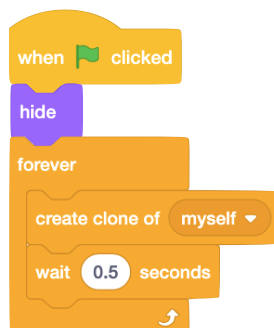 when clicked
hide
forever
create clone of myself
wait 0.5 seconds